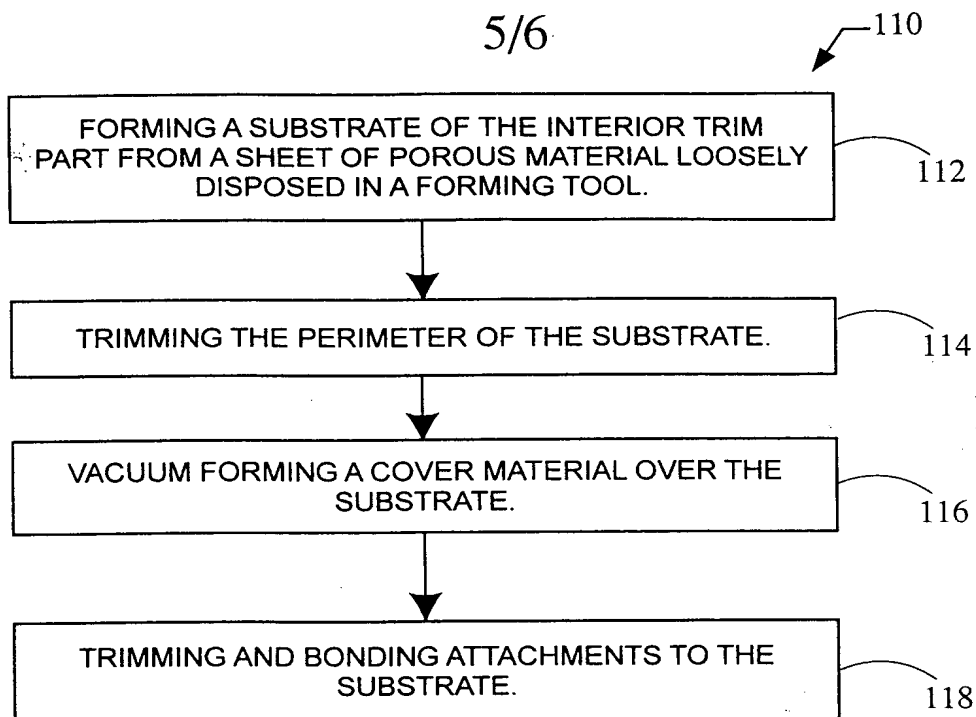 5/6
110
FORMING A SUBSTRATE OF THE INTERIOR TRIM
PART FROM A SHEET OF POROUS MATERIAL LOOSELY
DISPOSED IN A FORMING TOOL.
112
TRIMMING THE PERIMETER OF THE SUBSTRATE.
114
VACUUM FORMING A COVER MATERIAL OVER THE
SUBSTRATE.
116
TRIMMING AND BONDING ATTACHMENTS TO THE
SUBSTRATE.
118